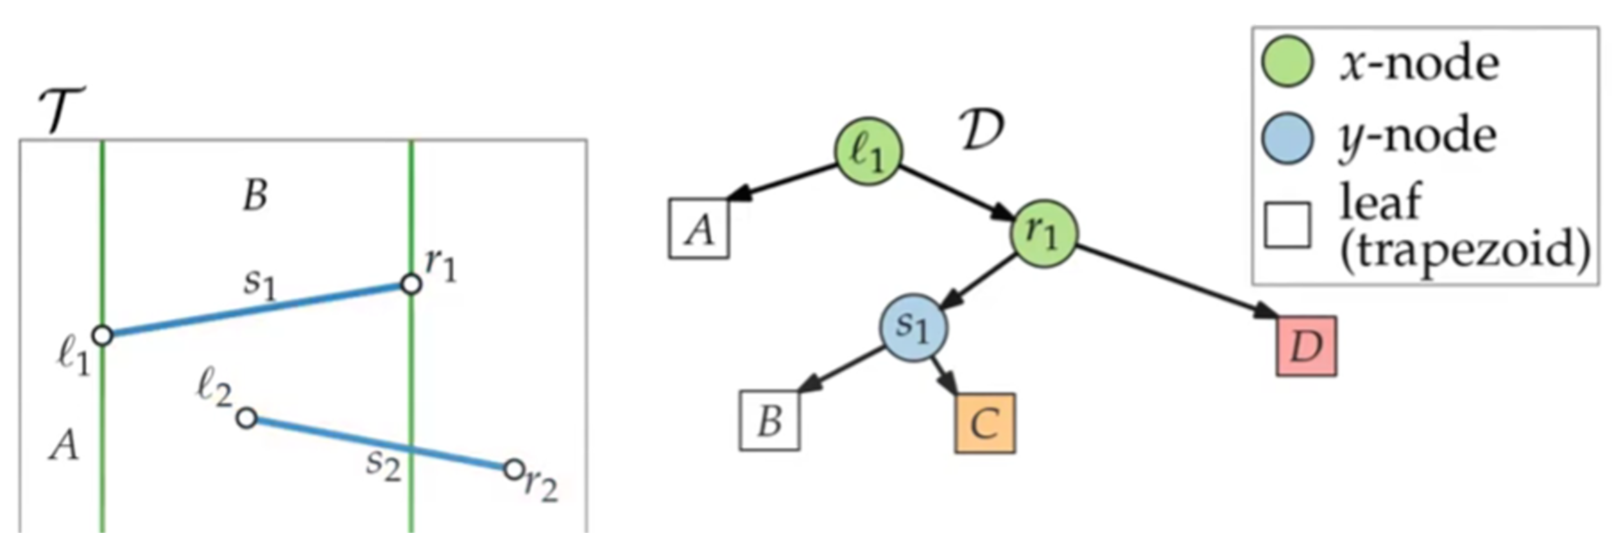 𝒯
B
s₁
r₁
ℓ₁
ℓ₂
A
s₂
r₂
𝒟
ℓ₁
A
r₁
s₁
B
C
D
x-node
y-node
leaf
(trapezoid)